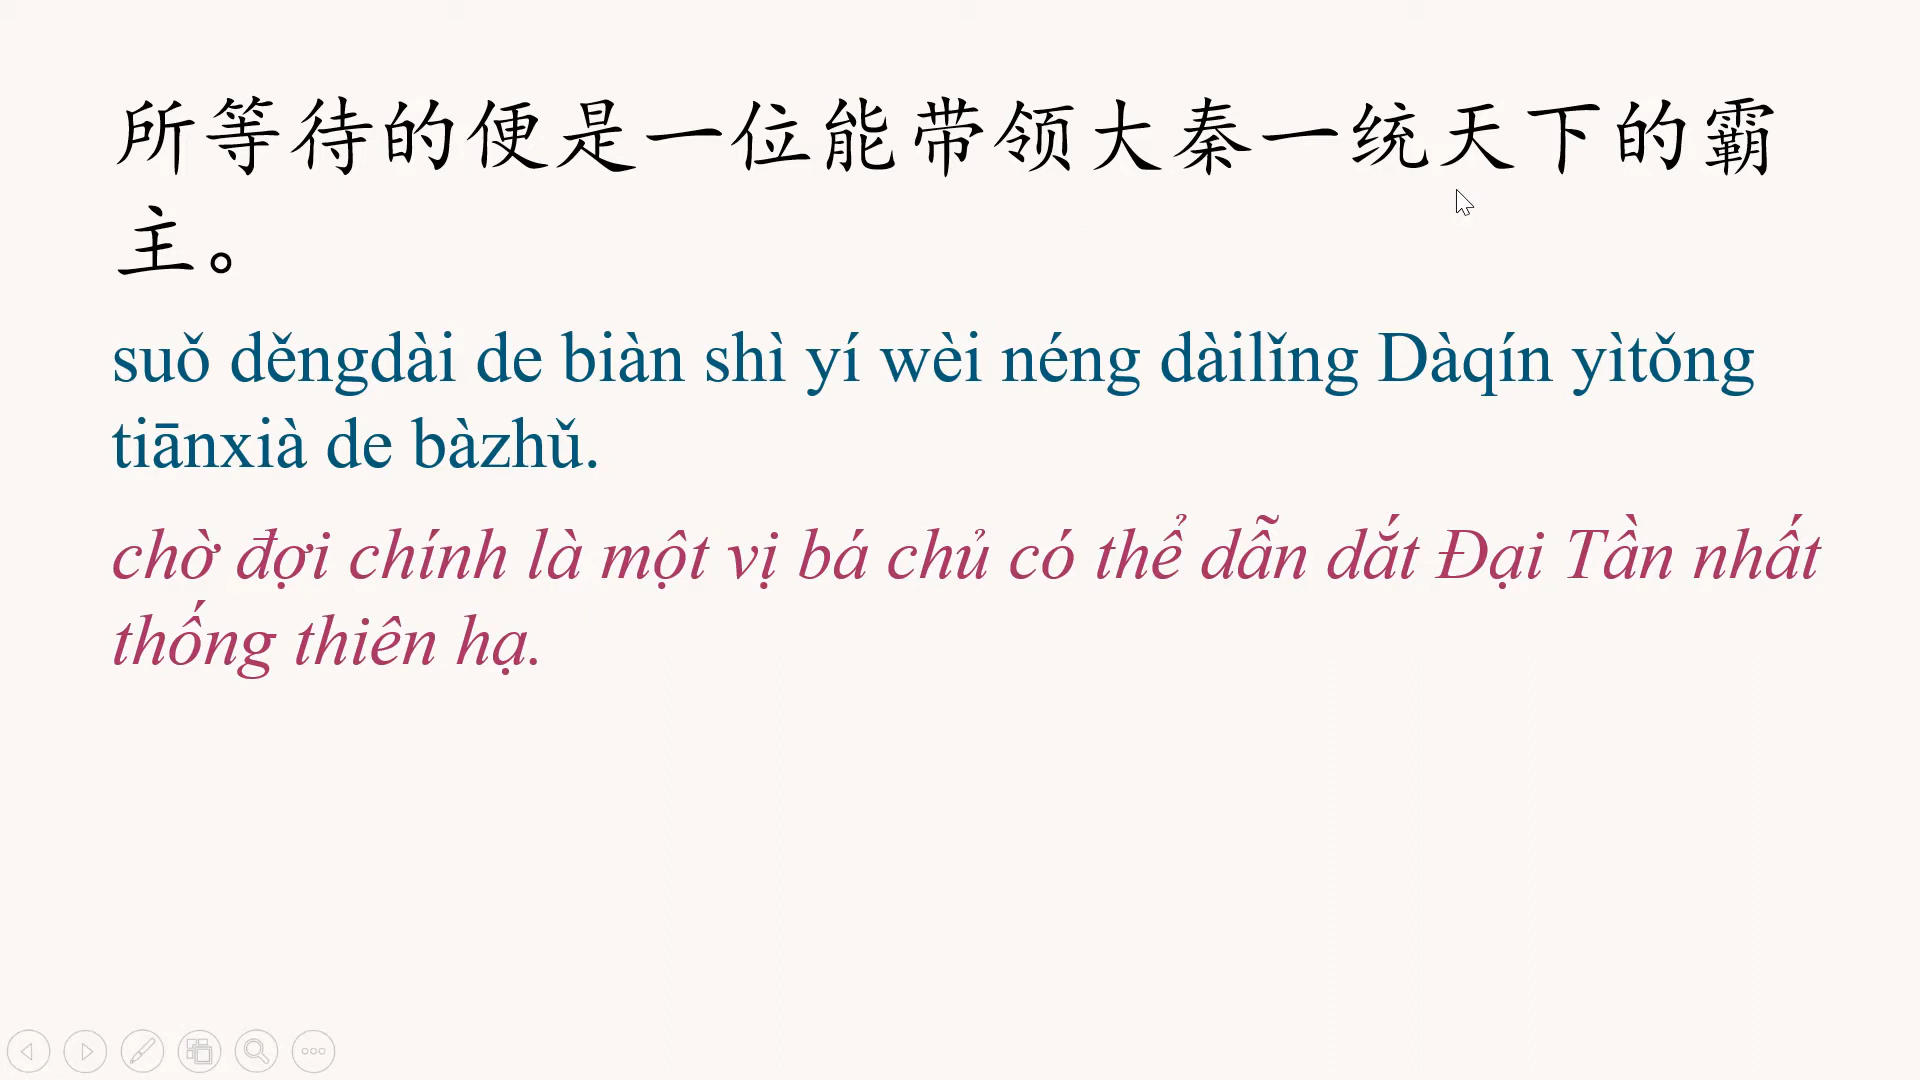 所等待的便是一位能带领大秦一统天下的霸
主。
suǒ děngdài de biàn shì yí wèi néng dàilǐng Dàqín yìtǒng
tiānxià de bàzhǔ.
chờ đợi chính là một vị bá chủ có thể dẫn dắt Đại Tần nhất
thống thiên hạ.